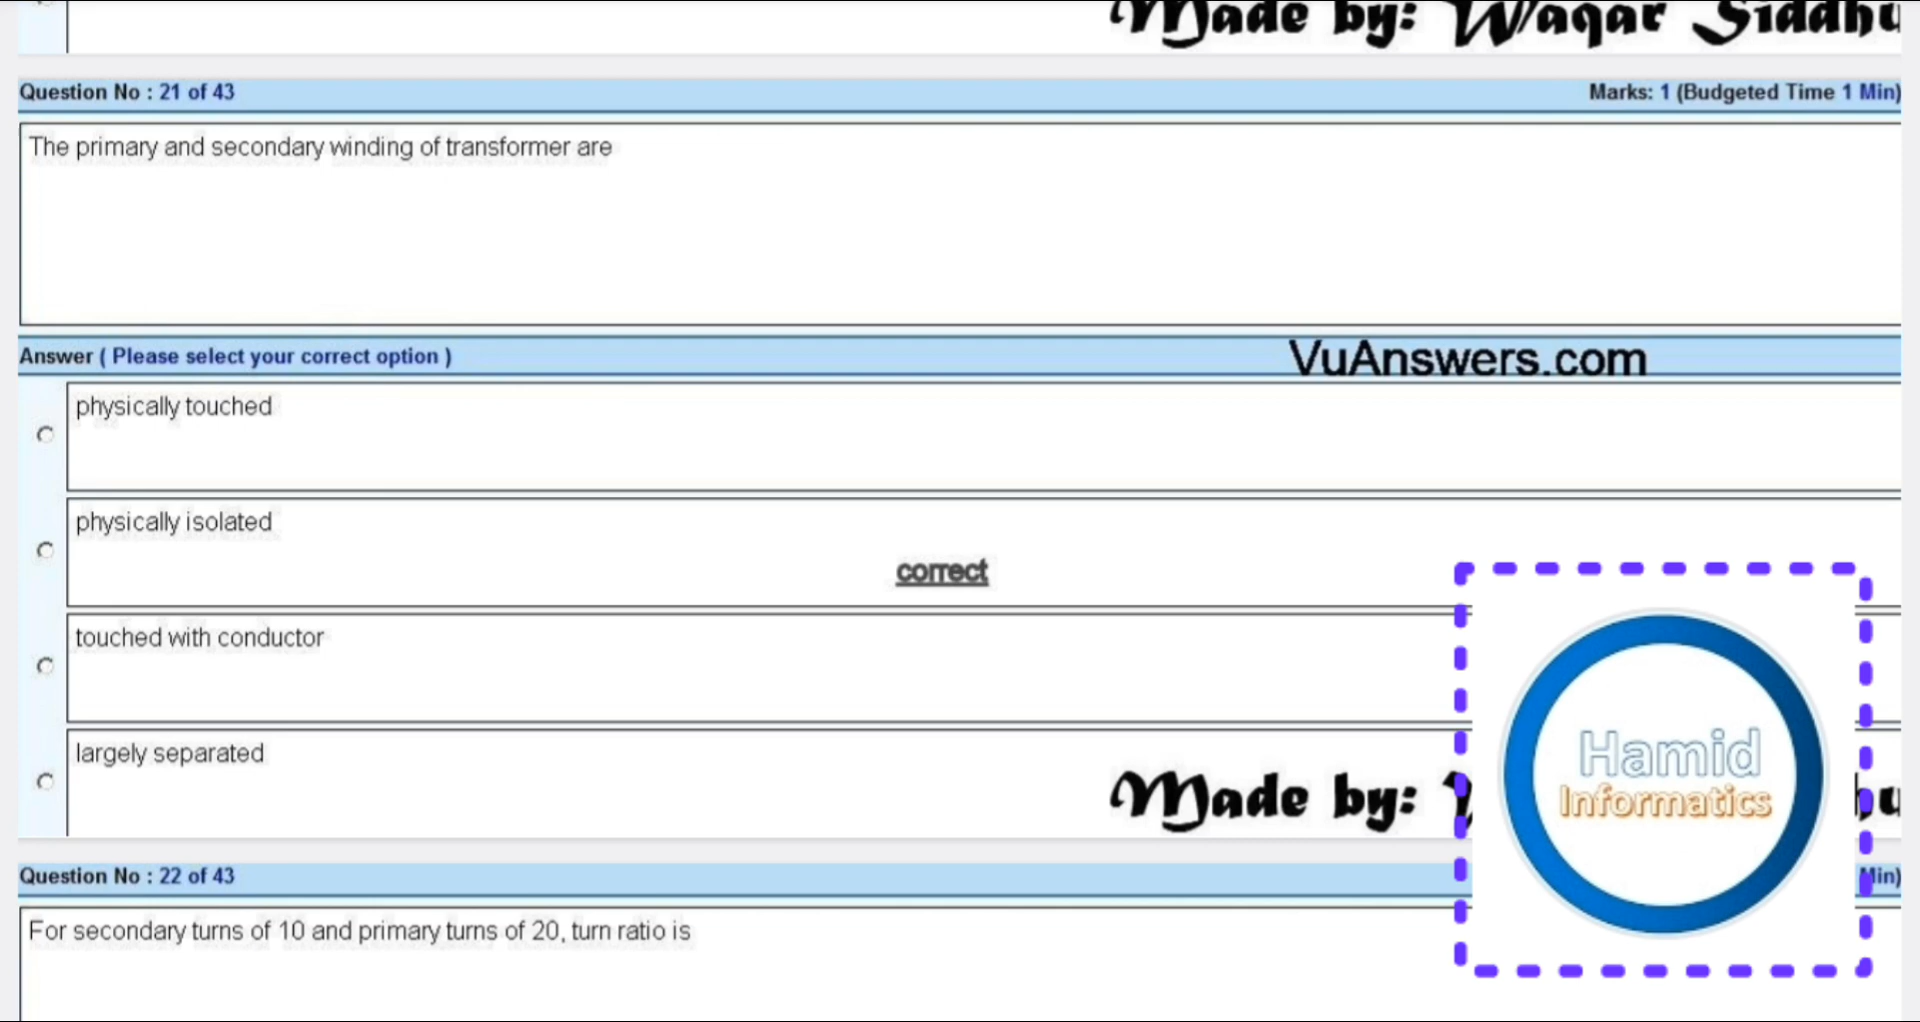 Made by: Waqar Siddhu
Question No : 21 of 43
Marks: 1 (Budgeted Time 1 Min)
The primary and secondary winding of transformer are
Answer ( Please select your correct option )
VuAnswers.com
physically touched
physically isolated
correct
touched with conductor
largely separated
Made by:
Hamid
Informatics
Question No : 22 of 43
Min)
For secondary turns of 10 and primary turns of 20, turn ratio is